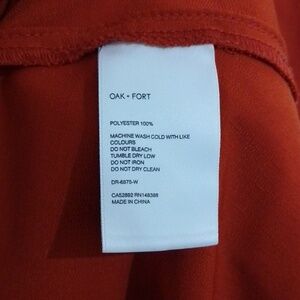 OAK + FORT
POLYESTER 100%
MACHINE WASH COLD WITH LIKE
COLOURS
DO NOT BLEACH
TUMBLE DRY LOW
DO NOT IRON
DO NOT DRY CLEAN
DR-6875-W
CA52892 RN148388
MADE IN CHINA